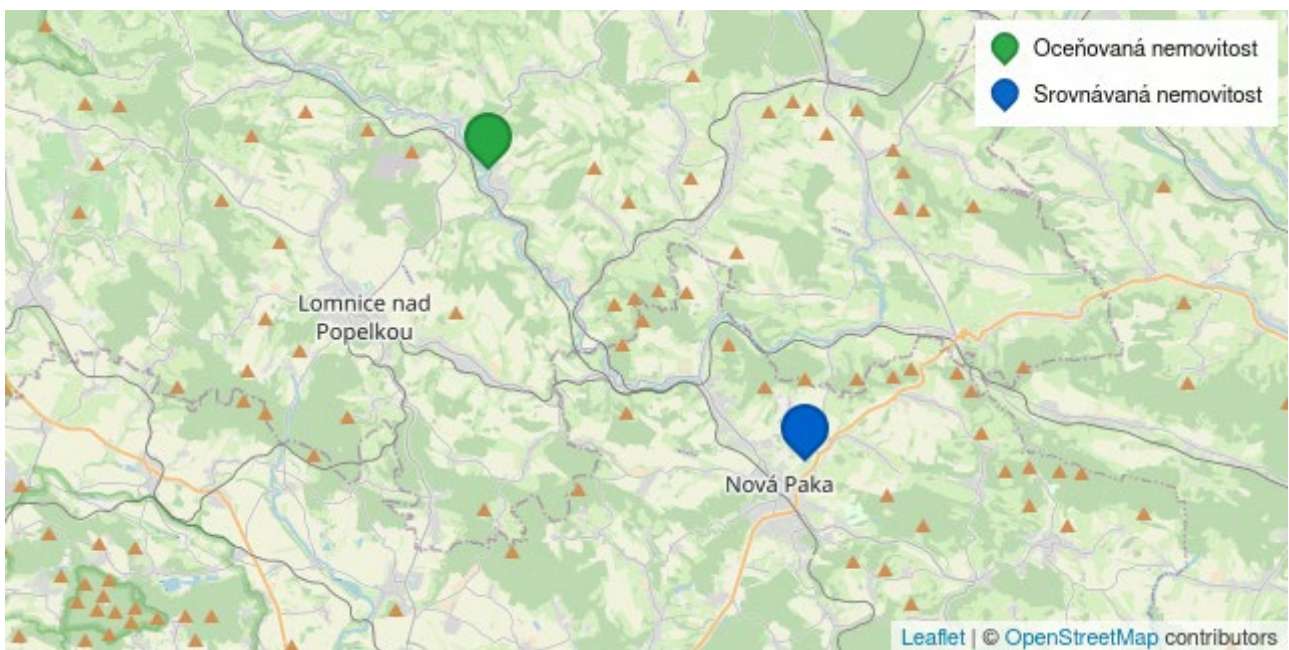 Oceňovaná nemovitost
Srovnávaná nemovitost
Lomnice nad
Popelkou
Nová Paka
Leaflet | © OpenStreetMap contributors